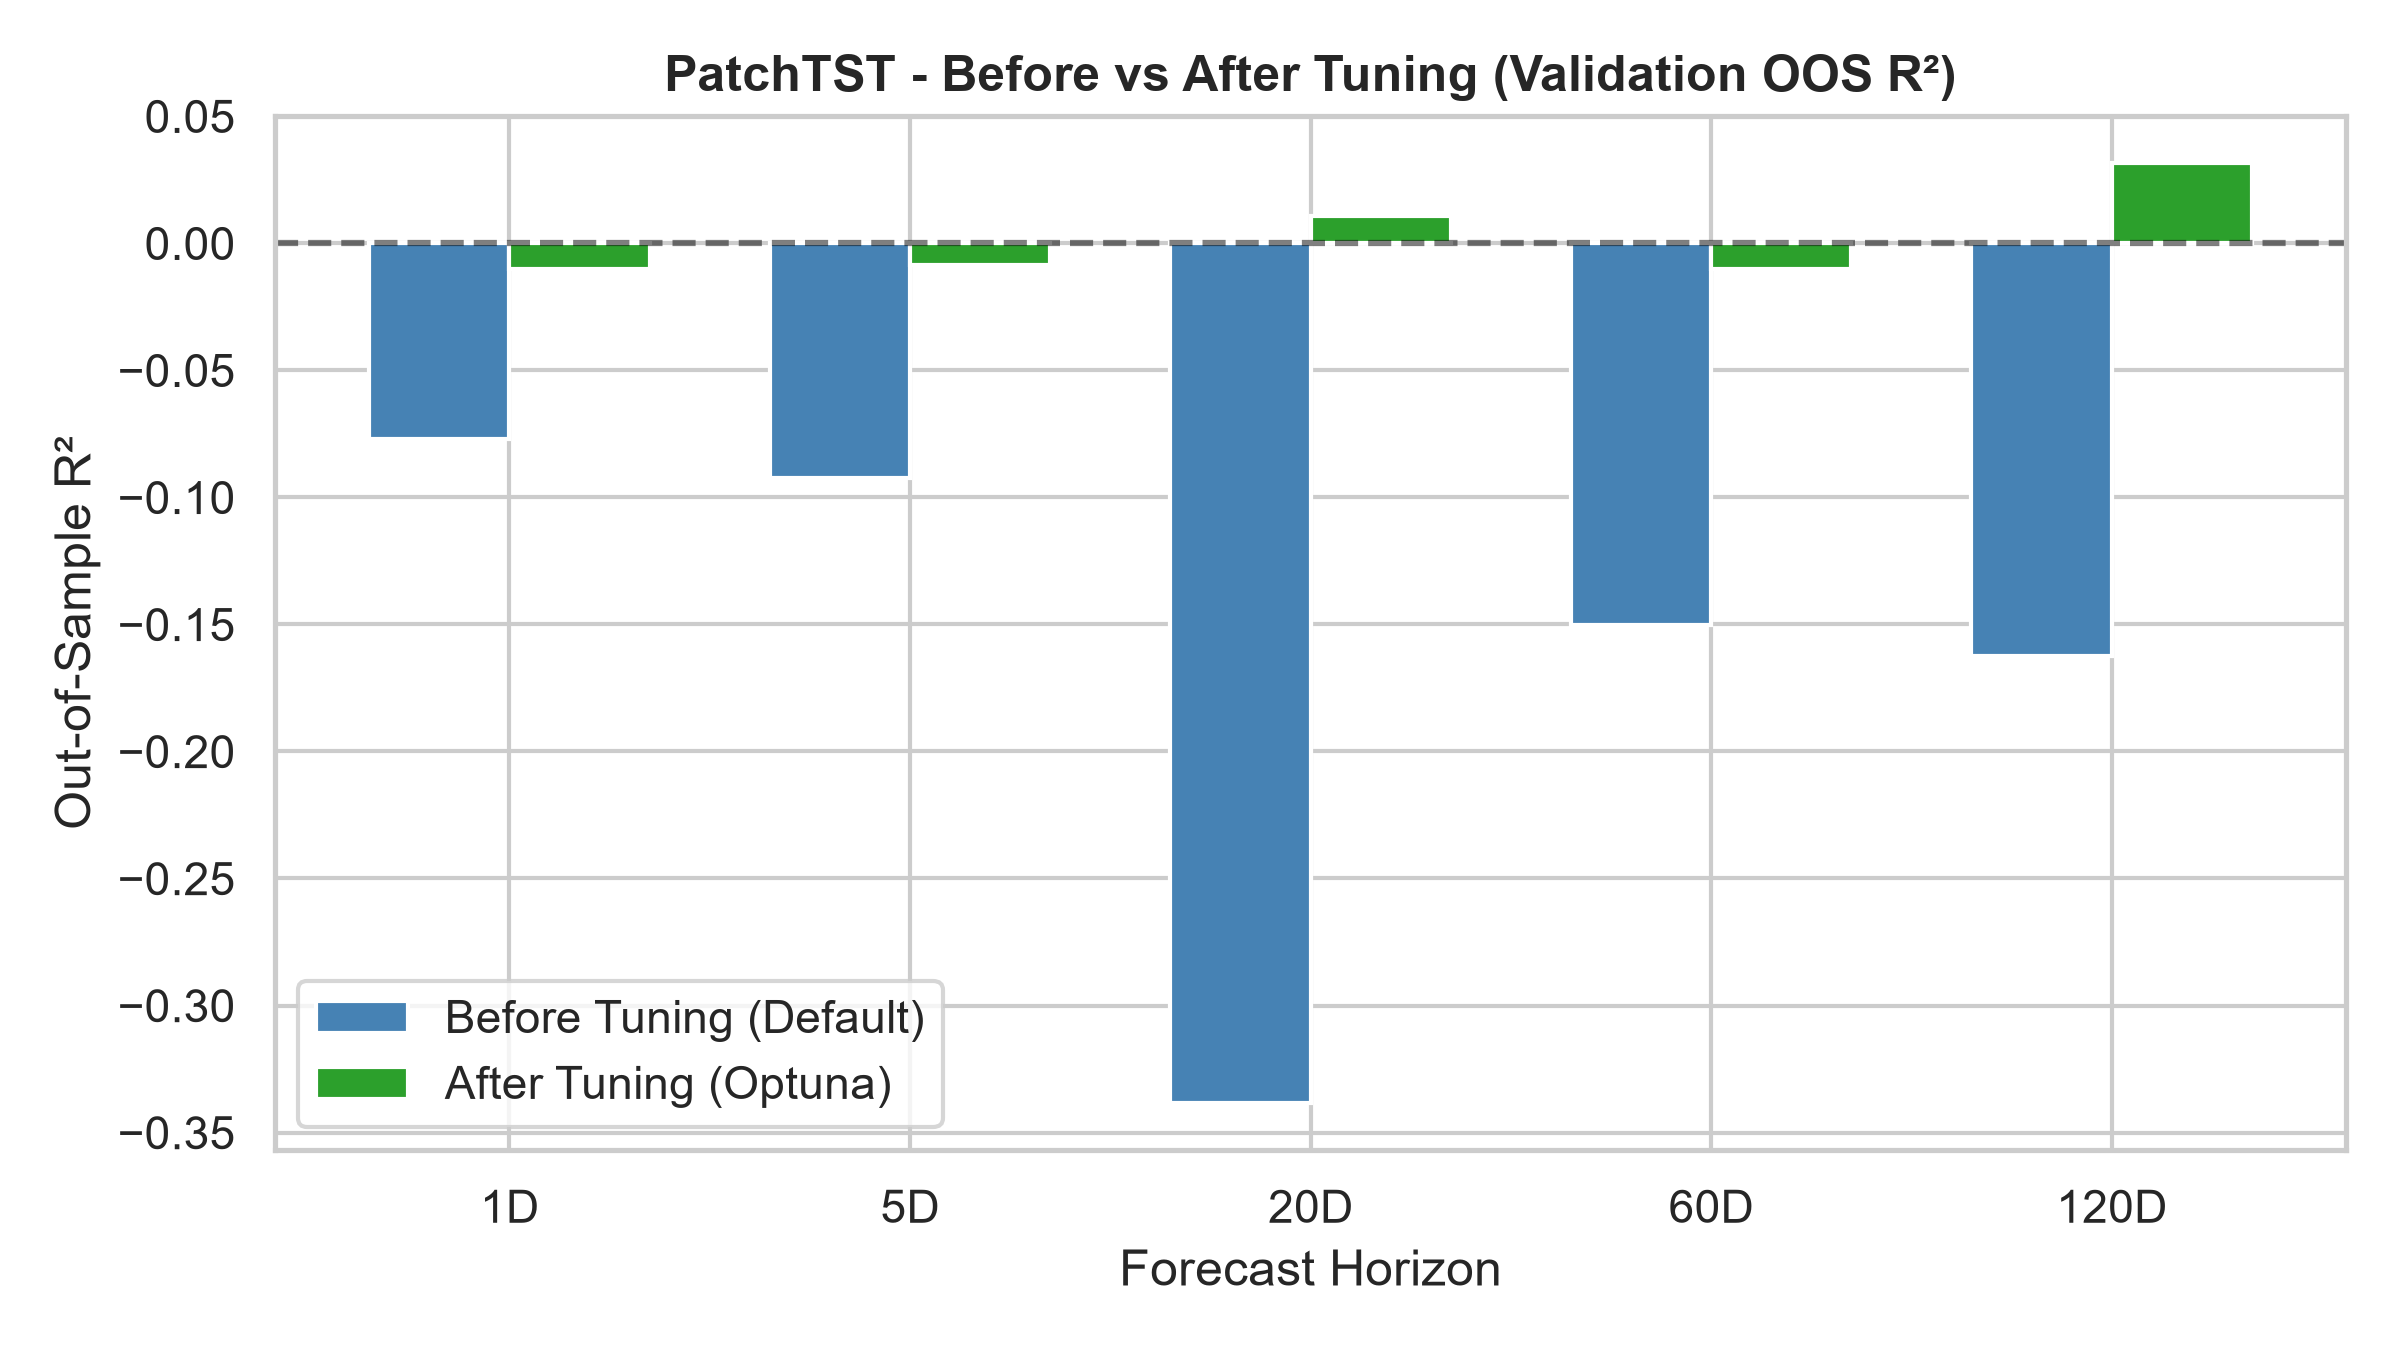 PatchTST - Before vs After Tuning (Validation OOS R²)
0.05
0.00
−0.05
−0.10
−0.15
−0.20
−0.25
−0.30
−0.35
Out-of-Sample R²
Before Tuning (Default)
After Tuning (Optuna)
1D 5D 20D 60D 120D
Forecast Horizon